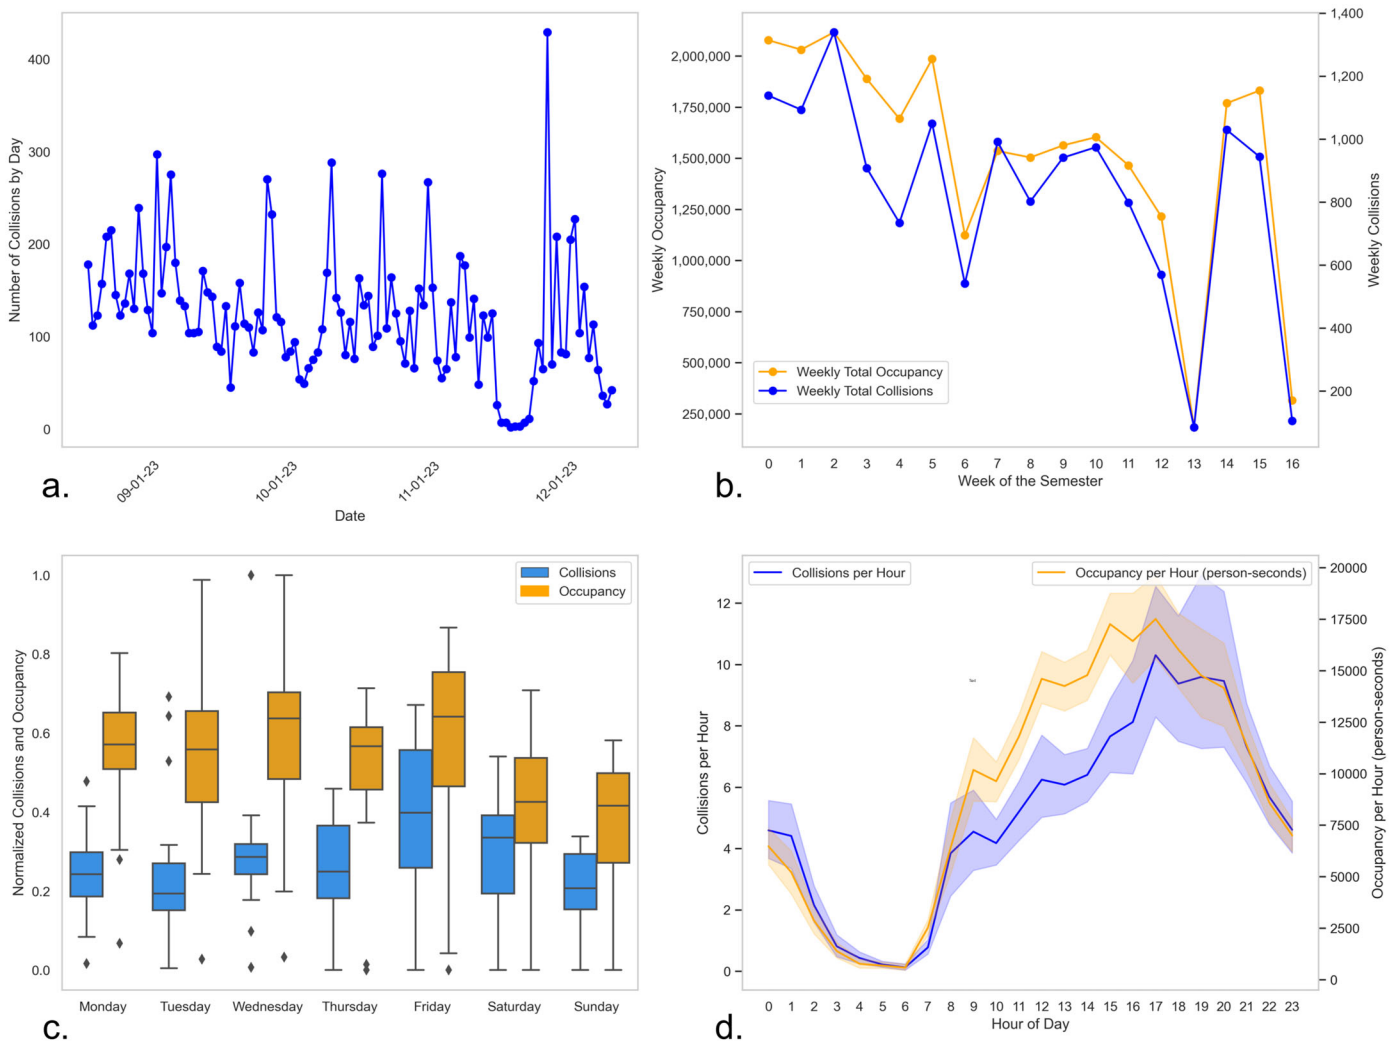 Number of Collisions by Day
400
300
200
100
0
09-01-23
10-01-23
11-01-23
12-01-23
Date
a.
Weekly Occupancy
2,000,000
1,750,000
1,500,000
1,250,000
1,000,000
750,000
500,000
250,000
Weekly Total Occupancy
Weekly Total Collisions
1,400
1,200
1,000
800
600
400
200
Weekly Collisions
0 1 2 3 4 5 6 7 8 9 10 11 12 13 14 15 16
Week of the Semester
b.
Normalized Collisions and Occupancy
1.0
0.8
0.6
0.4
0.2
0.0
Collisions
Occupancy
Monday Tuesday Wednesday Thursday Friday Saturday Sunday
c.
Collisions per Hour
12
10
8
6
4
2
0
Collisions per Hour
Occupancy per Hour (person-seconds)
20000
17500
15000
12500
10000
7500
5000
2500
0
Occupancy per Hour (person-seconds)
0 1 2 3 4 5 6 7 8 9 10 11 12 13 14 15 16 17 18 19 20 21 22 23
Hour of Day
d.